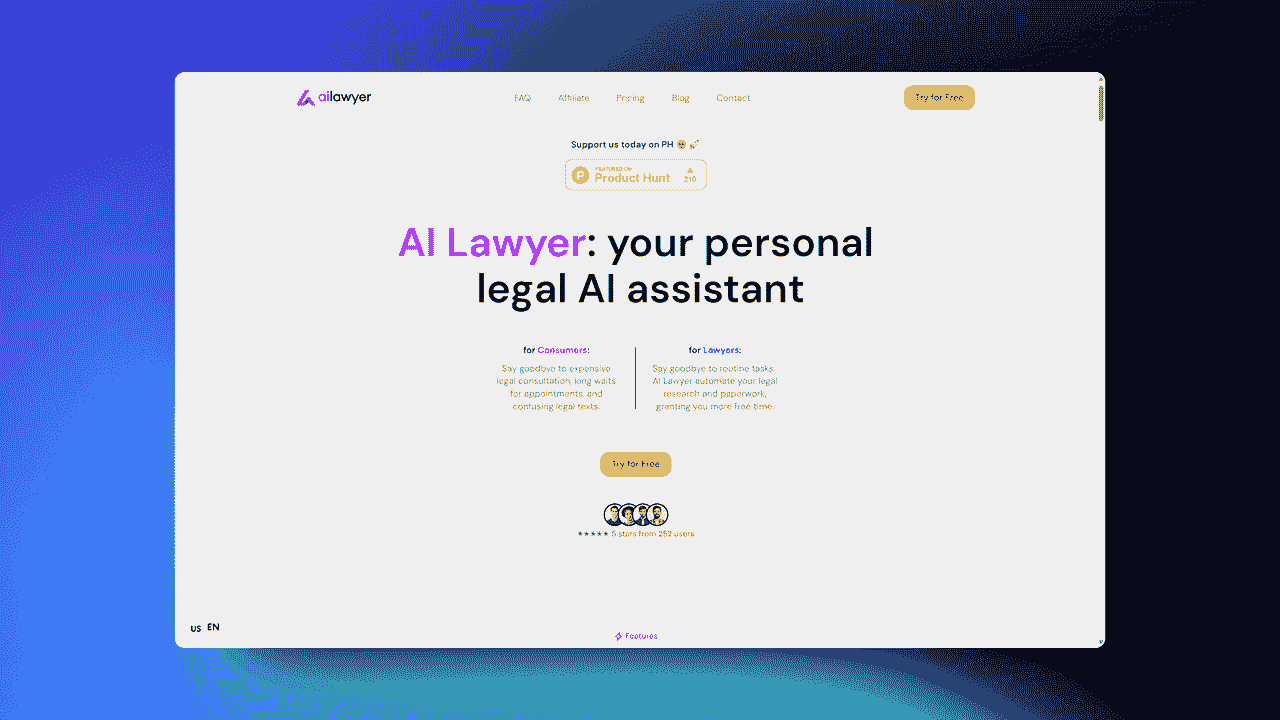 ailawyer
FAQ Affiliate Pricing Blog Contact
Try for Free
Support us today on PH
FEATURED ON
Product Hunt
210
AI Lawyer: your personal
legal AI assistant
for Consumers:
Say goodbye to expensive
legal consultation, long waits
for appointments, and
confusing legal texts.
for Lawyers:
Say goodbye to routine tasks.
AI Lawyer automate your legal
research and paperwork,
granting you more free time.
Try for Free
★★★★★ 5 stars from 252 users
US EN
Features